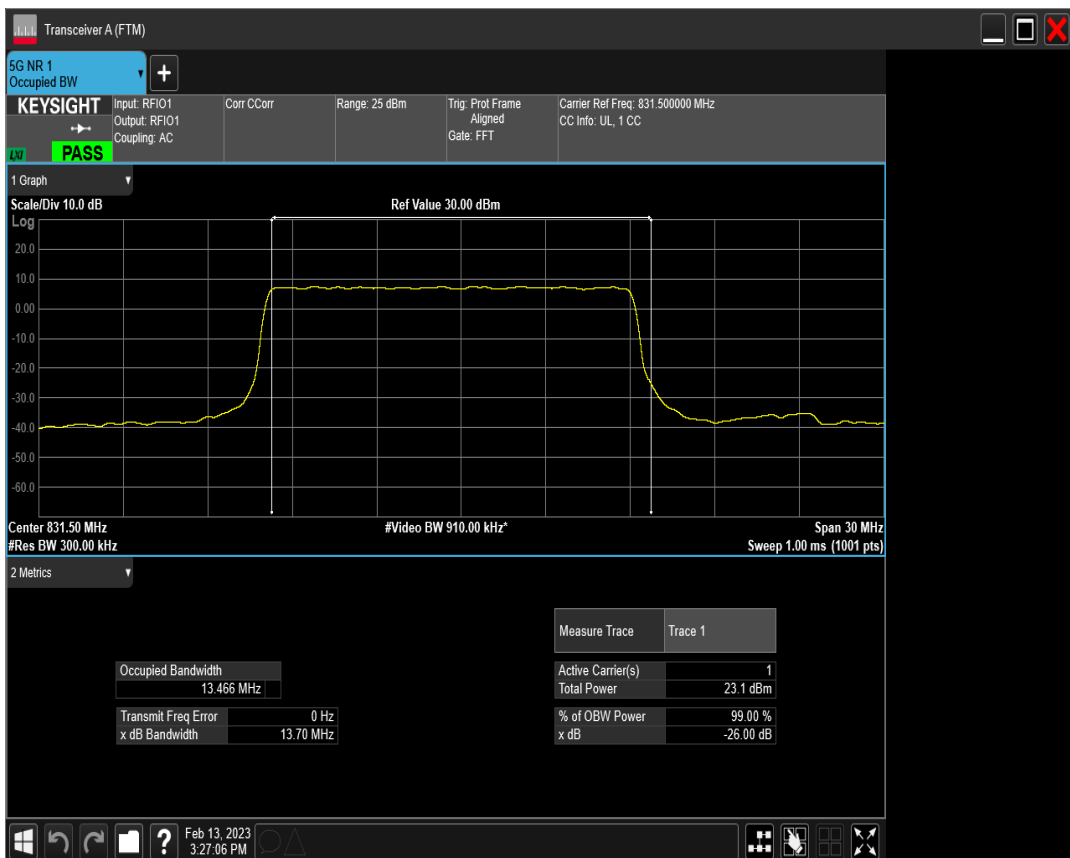 Transceiver A (FTM)
5G NR 1
Occupied BW
+
KEYSIGHT
LXI
PASS
Input: RFIO1
Output: RFIO1
Coupling: AC
Corr CCorr
Range: 25 dBm
Trig: Prot Frame
Aligned
Gate: FFT
Carrier Ref Freq: 831.500000 MHz
CC Info: UL, 1 CC
1 Graph
Scale/Div 10.0 dB
Ref Value 30.00 dBm
Log
20.0
10.0
0.00
-10.0
-20.0
-30.0
-40.0
-50.0
-60.0
Center 831.50 MHz
#Video BW 910.00 kHz*
Span 30 MHz
#Res BW 300.00 kHz
Sweep 1.00 ms (1001 pts)
2 Metrics
Measure Trace Trace 1
Occupied Bandwidth
13.466 MHz
Active Carrier(s) 1
Total Power 23.1 dBm
Transmit Freq Error 0 Hz
x dB Bandwidth 13.70 MHz
% of OBW Power 99.00 %
x dB -26.00 dB
?
Feb 13, 2023
3:27:06 PM